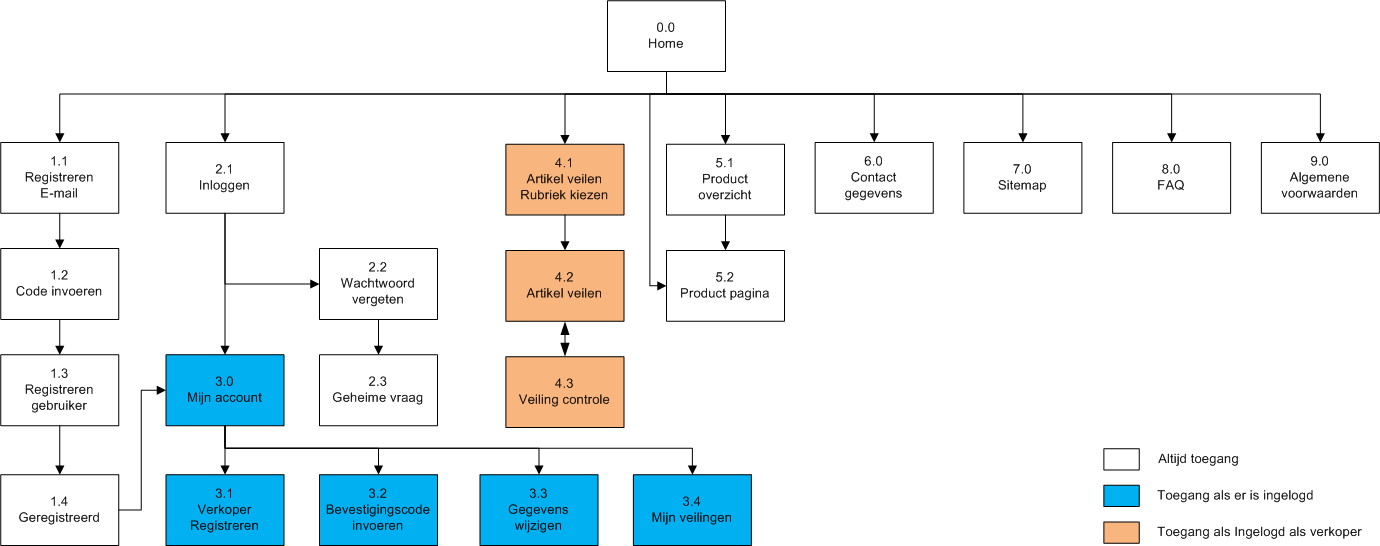 0.0
Home
1.1
Registreren
E-mail
2.1
Inloggen
4.1
Artikel veilen
Rubriek kiezen
5.1
Product
overzicht
6.0
Contact
gegevens
7.0
Sitemap
8.0
FAQ
9.0
Algemene
voorwaarden
1.2
Code invoeren
2.2
Wachtwoord
vergeten
4.2
Artikel veilen
5.2
Product pagina
1.3
Registreren
gebruiker
3.0
Mijn account
2.3
Geheime vraag
4.3
Veiling controle
1.4
Geregistreerd
3.1
Verkoper
Registreren
3.2
Bevestigingscode
invoeren
3.3
Gegevens
wijzigen
3.4
Mijn veilingen
Altijd toegang
Toegang als er is ingelogd
Toegang als Ingelogd als verkoper